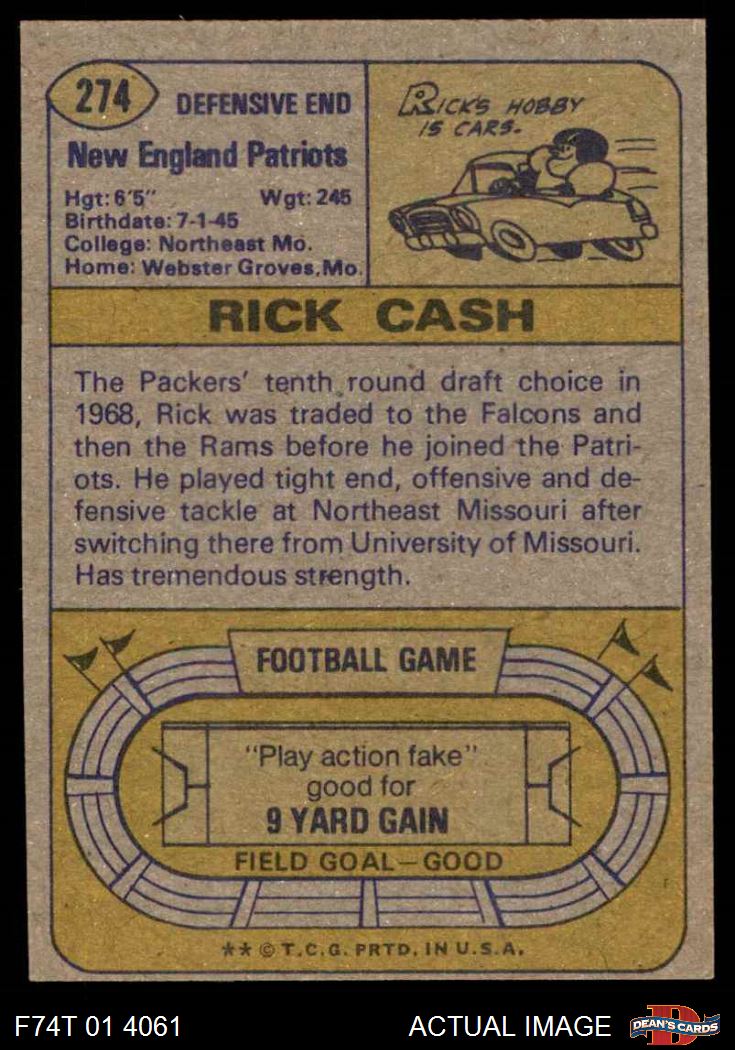 274
DEFENSIVE END
New England Patriots
Hgt: 6'5" Wgt: 245
Birthdate: 7-1-45
College: Northeast Mo.
Home: Webster Groves, Mo.
RICK'S HOBBY
IS CARS.
RICK CASH
The Packers' tenth round draft choice in
1968, Rick was traded to the Falcons and
then the Rams before he joined the Patri-
ots. He played tight end, offensive and de-
fensive tackle at Northeast Missouri after
switching there from University of Missouri.
Has tremendous strength.
FOOTBALL GAME
"Play action fake"
good for
9 YARD GAIN
FIELD GOAL—GOOD
** © T.C.G. PRTD. IN U.S.A.
F74T 01 4061
ACTUAL IMAGE
D
DEAN'S CARDS